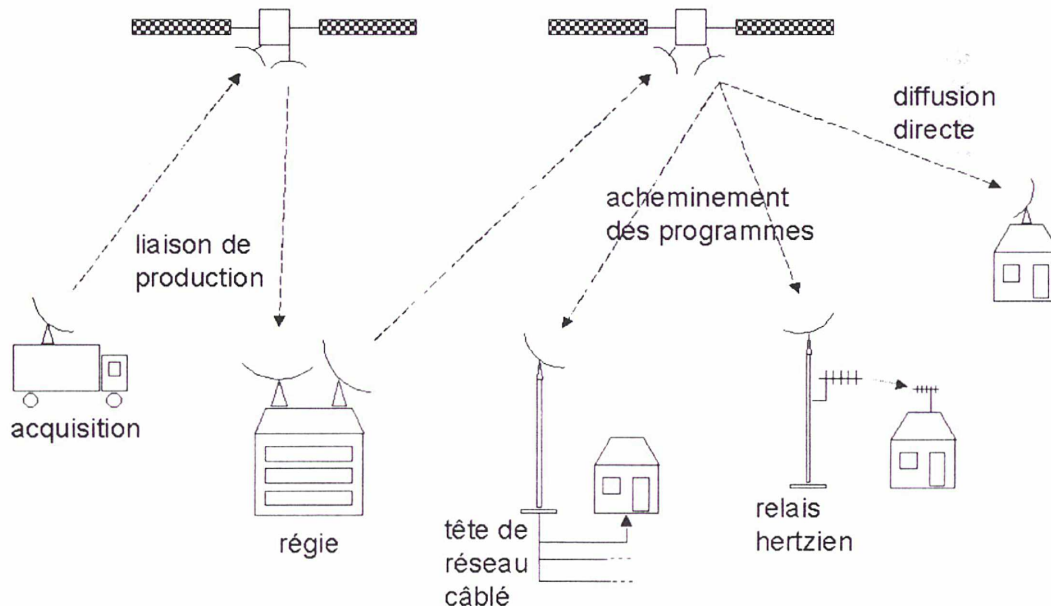 diffusion
directe
acheminement
des programmes
liaison de
production
acquisition
régie
tête de
réseau
câblé
relais
hertzien